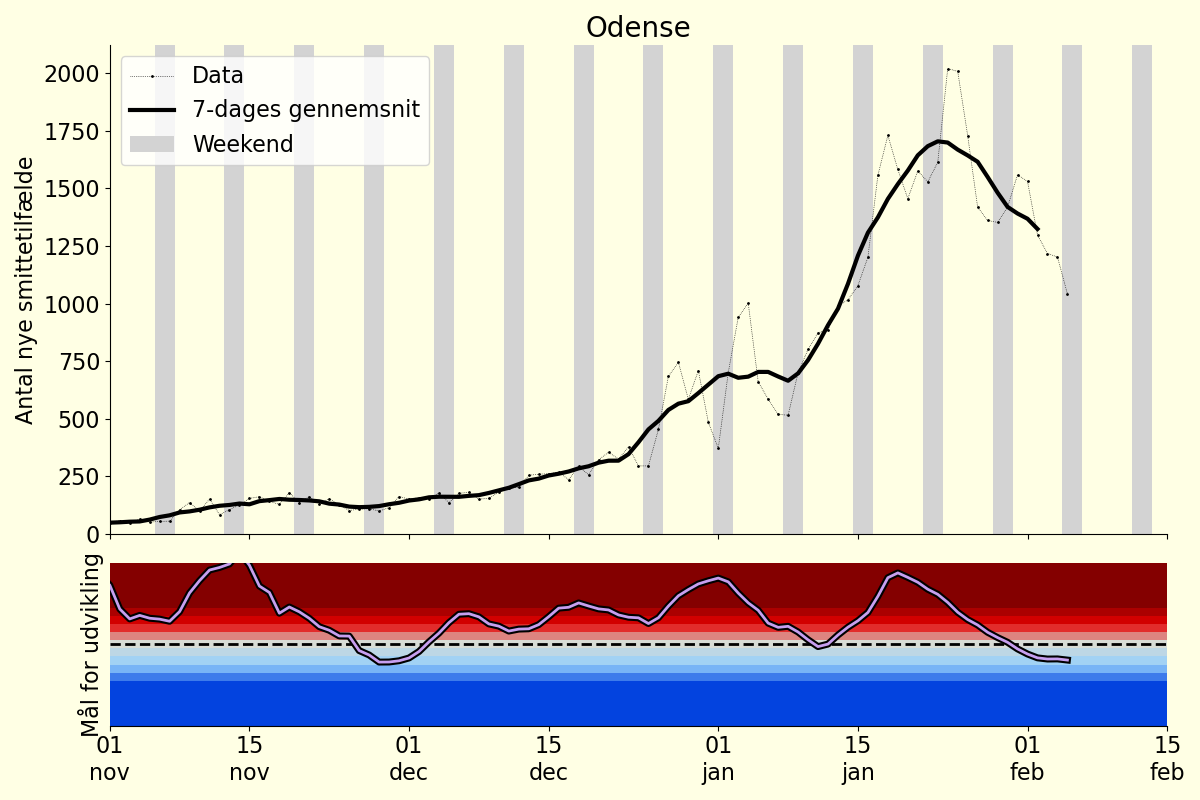 Odense
Data
7-dages gennemsnit
Weekend
Antal nye smittetilfælde
2000
1750
1500
1250
1000
750
500
250
0
Mål for udvikling
01 15 01 15 01 15 01 15
nov nov dec dec jan jan feb feb